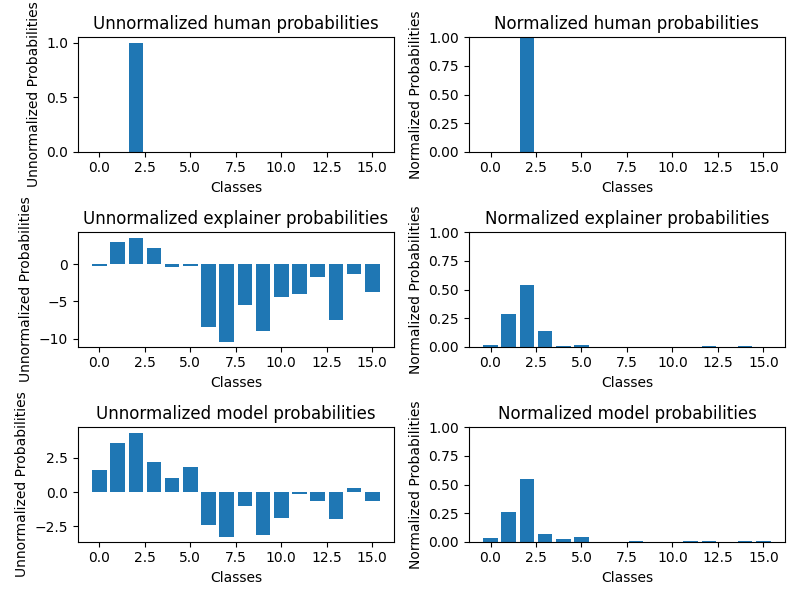 Unnormalized human probabilities
Unnormalized Probabilities
1.0
0.5
0.0
0.0 2.5 5.0 7.5 10.0 12.5 15.0
Classes
Normalized human probabilities
Normalized Probabilities
1.00
0.75
0.50
0.25
0.00
0.0 2.5 5.0 7.5 10.0 12.5 15.0
Classes
Unnormalized explainer probabilities
Unnormalized Probabilities
0
−5
−10
0.0 2.5 5.0 7.5 10.0 12.5 15.0
Classes
Normalized explainer probabilities
Normalized Probabilities
1.00
0.75
0.50
0.25
0.00
0.0 2.5 5.0 7.5 10.0 12.5 15.0
Classes
Unnormalized model probabilities
Unnormalized Probabilities
2.5
0.0
−2.5
0.0 2.5 5.0 7.5 10.0 12.5 15.0
Classes
Normalized model probabilities
Normalized Probabilities
1.00
0.75
0.50
0.25
0.00
0.0 2.5 5.0 7.5 10.0 12.5 15.0
Classes